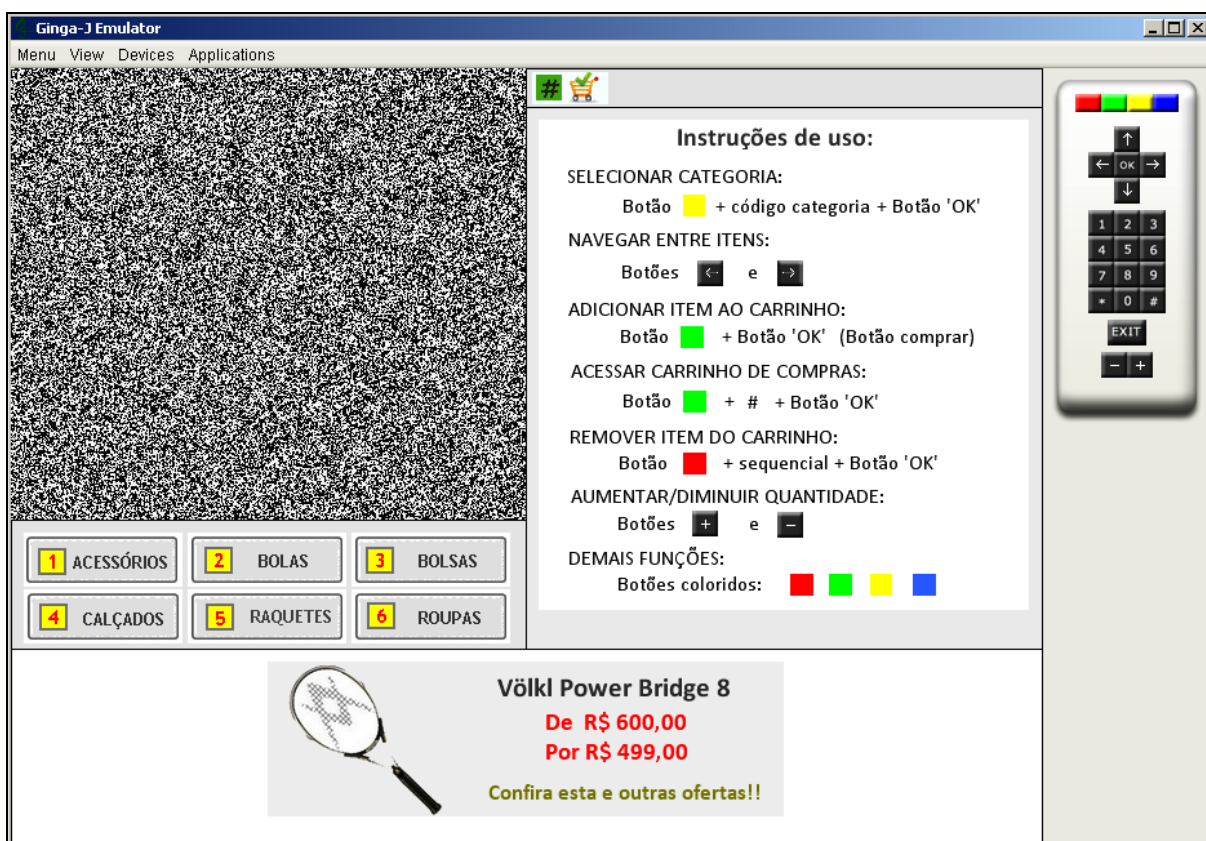 Ginga-J Emulator
Menu View Devices Applications
#
Instruções de uso:
SELECIONAR CATEGORIA:
Botão + código categoria + Botão 'OK'
NAVEGAR ENTRE ITENS:
Botões ← e →
ADICIONAR ITEM AO CARRINHO:
Botão + Botão 'OK' (Botão comprar)
ACESSAR CARRINHO DE COMPRAS:
Botão + # + Botão 'OK'
REMOVER ITEM DO CARRINHO:
Botão + sequencial + Botão 'OK'
AUMENTAR/DIMINUIR QUANTIDADE:
Botões + e −
DEMAIS FUNÇÕES:
Botões coloridos:
1 ACESSÓRIOS 2 BOLAS 3 BOLSAS
4 CALÇADOS 5 RAQUETES 6 ROUPAS
Völkl Power Bridge 8
De R$ 600,00
Por R$ 499,00
Confira esta e outras ofertas!!
↑
← OK →
↓
1 2 3
4 5 6
7 8 9
* 0 #
EXIT
− +